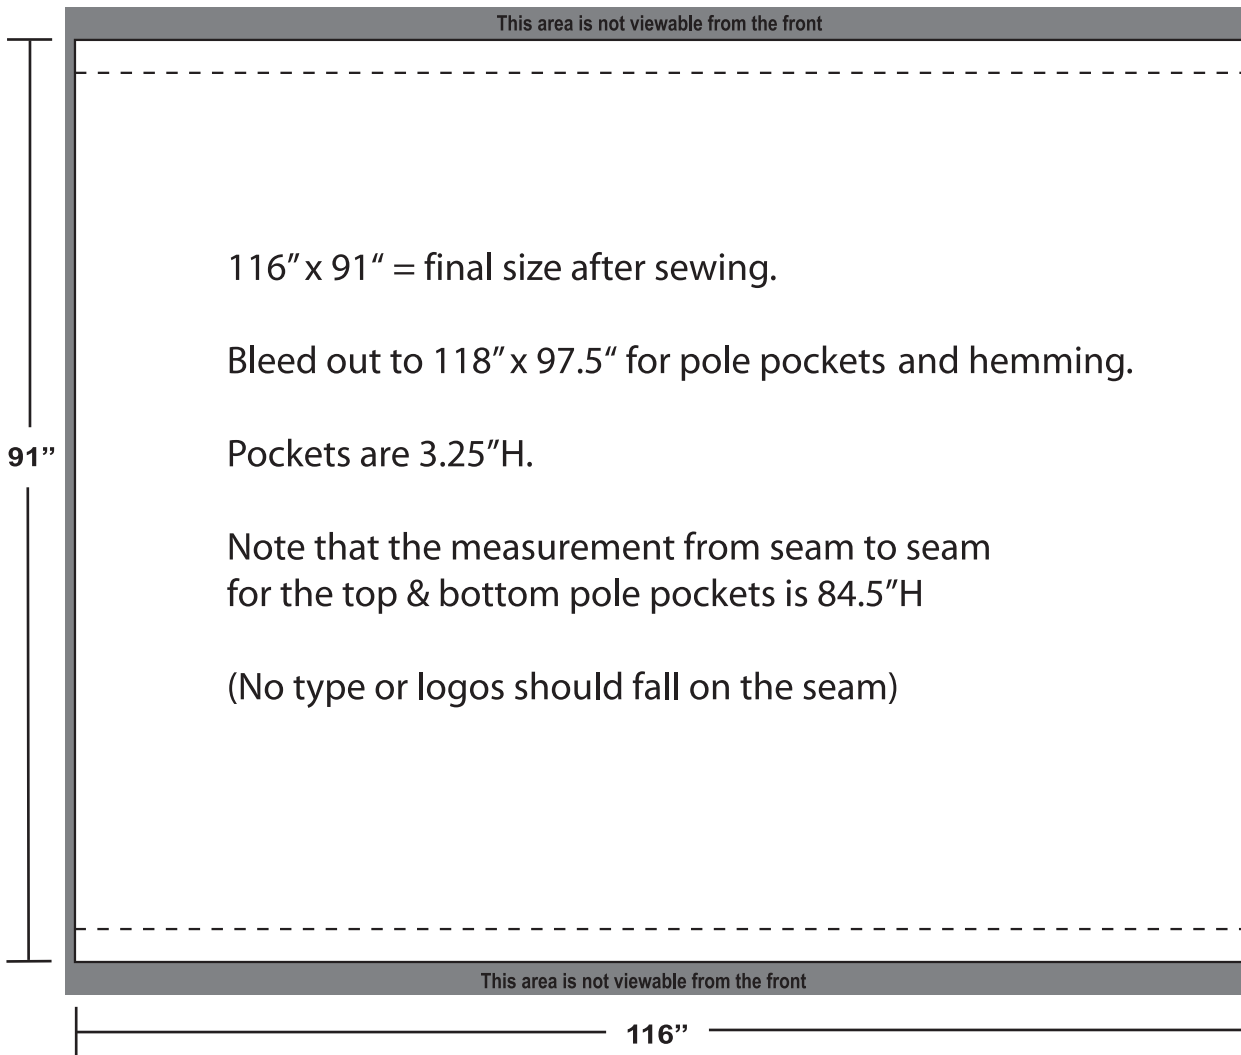 This area is not viewable from the front
116” x 91“ = final size after sewing.
Bleed out to 118” x 97.5“ for pole pockets and hemming.
91”
Pockets are 3.25”H.
Note that the measurement from seam to seam
for the top & bottom pole pockets is 84.5”H
(No type or logos should fall on the seam)
This area is not viewable from the front
116”